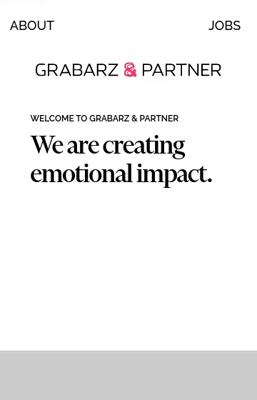 ABOUT JOBS
GRABARZ & PARTNER
WELCOME TO GRABARZ & PARTNER
We are creating
emotional impact.